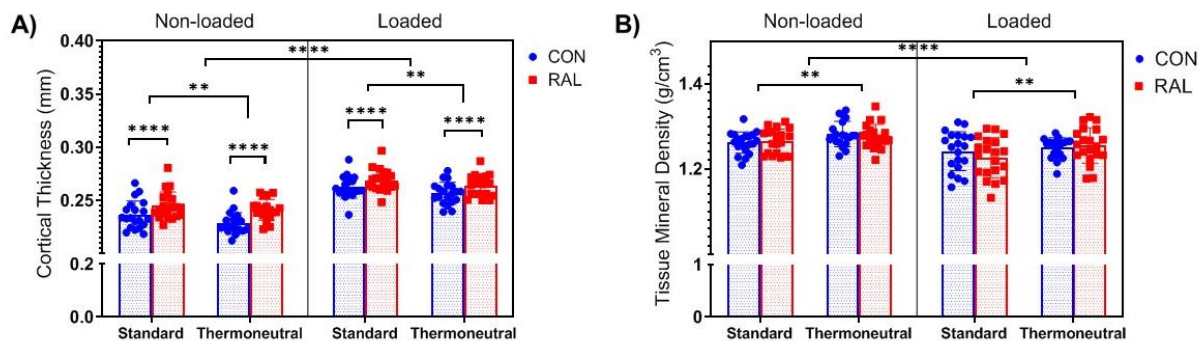 A)
Non-loaded
Loaded
Cortical Thickness (mm)
0.40
0.35
0.30
0.25
0.2
0.0
****
**
**
****
****
****
****
CON
RAL
Standard
Thermoneutral
Standard
Thermoneutral
B)
Non-loaded
Loaded
Tissue Mineral Density (g/cm³)
1.4
1.2
1
0
****
**
**
CON
RAL
Standard
Thermoneutral
Standard
Thermoneutral